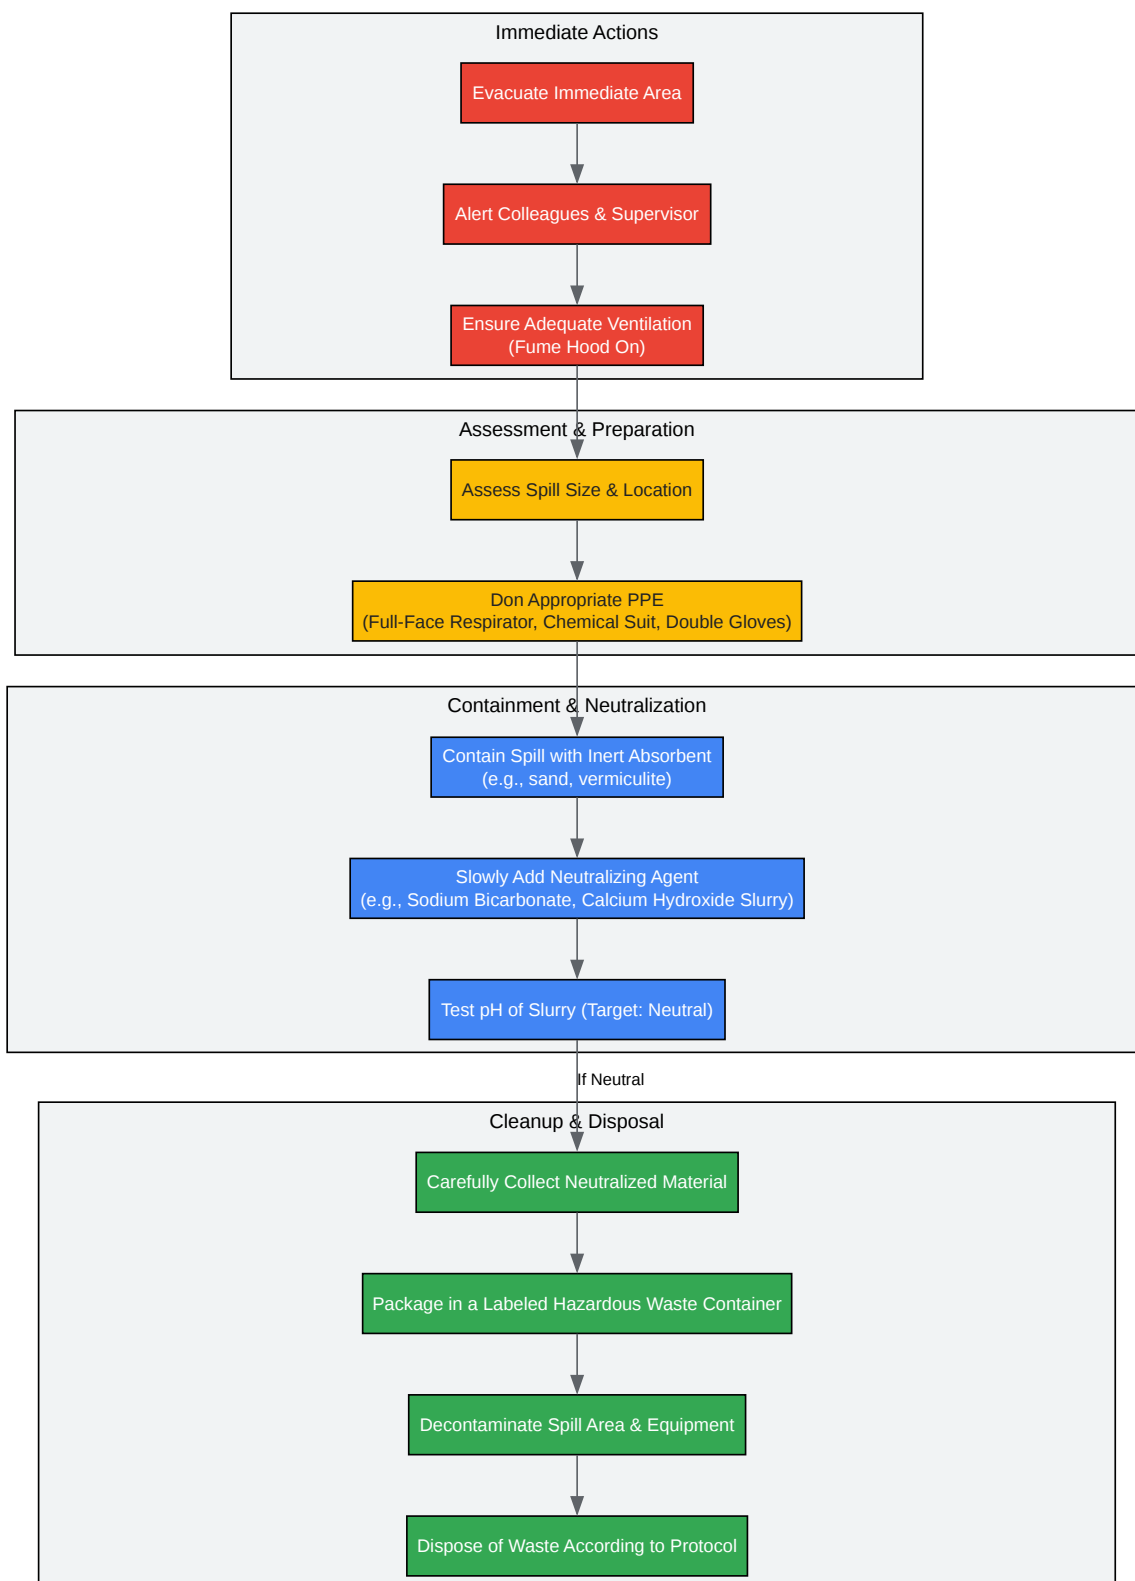 Immediate Actions
Evacuate Immediate Area
Alert Colleagues & Supervisor
Ensure Adequate Ventilation
(Fume Hood On)
Assessment & Preparation
Assess Spill Size & Location
Don Appropriate PPE
(Full-Face Respirator, Chemical Suit, Double Gloves)
Containment & Neutralization
Contain Spill with Inert Absorbent
(e.g., sand, vermiculite)
Slowly Add Neutralizing Agent
(e.g., Sodium Bicarbonate, Calcium Hydroxide Slurry)
Test pH of Slurry (Target: Neutral)
If Neutral
Cleanup & Disposal
Carefully Collect Neutralized Material
Package in a Labeled Hazardous Waste Container
Decontaminate Spill Area & Equipment
Dispose of Waste According to Protocol